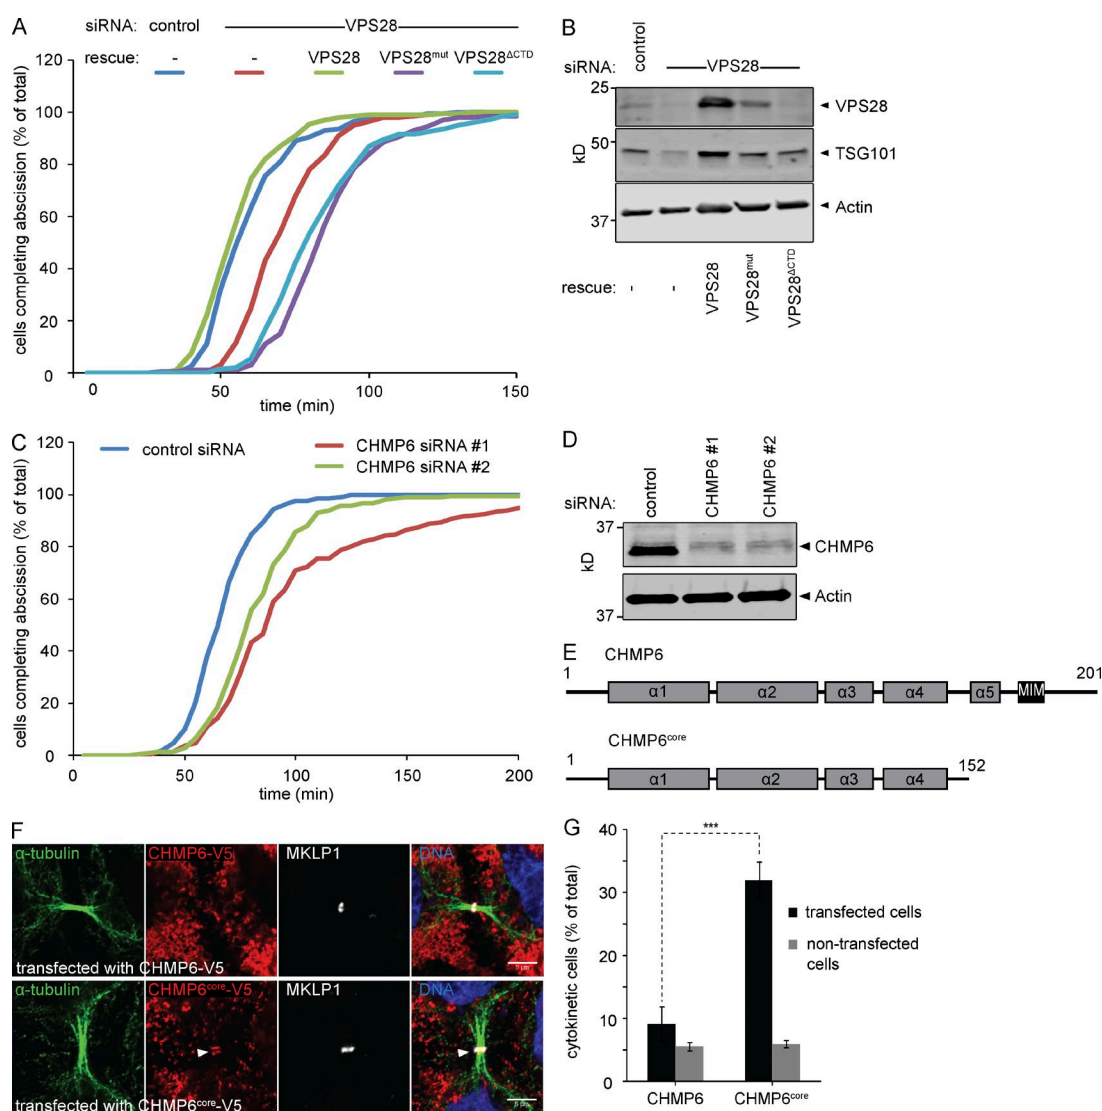 A
siRNA: control VPS28
rescue: - - VPS28 VPS28mut VPS28ΔCTD
120
100
80
60
40
20
0
cells completing abscission (% of total)
0 50 100 150
time (min)
B
control
siRNA: VPS28
25
VPS28
50
TSG101
kD
Actin
37
rescue: - - VPS28 VPS28mut VPS28ΔCTD
C
control siRNA
CHMP6 siRNA #1
CHMP6 siRNA #2
120
100
80
60
40
20
0
cells completing abscission (% of total)
0 50 100 150 200
time (min)
D
siRNA: control CHMP6 #1 CHMP6 #2
37
CHMP6
kD
Actin
37
E
CHMP6
1 201
α1 α2 α3 α4 α5 MIM
CHMP6core
1 152
α1 α2 α3 α4
F
α-tubulin CHMP6-V5 MKLP1 DNA
transfected with CHMP6-V5
5 µm
α-tubulin CHMP6core-V5 MKLP1 DNA
transfected with CHMP6core-V5
5 µm
G
40
30
20
10
0
cytokinetic cells (% of total)
***
transfected cells
non-transfected
cells
CHMP6 CHMP6core